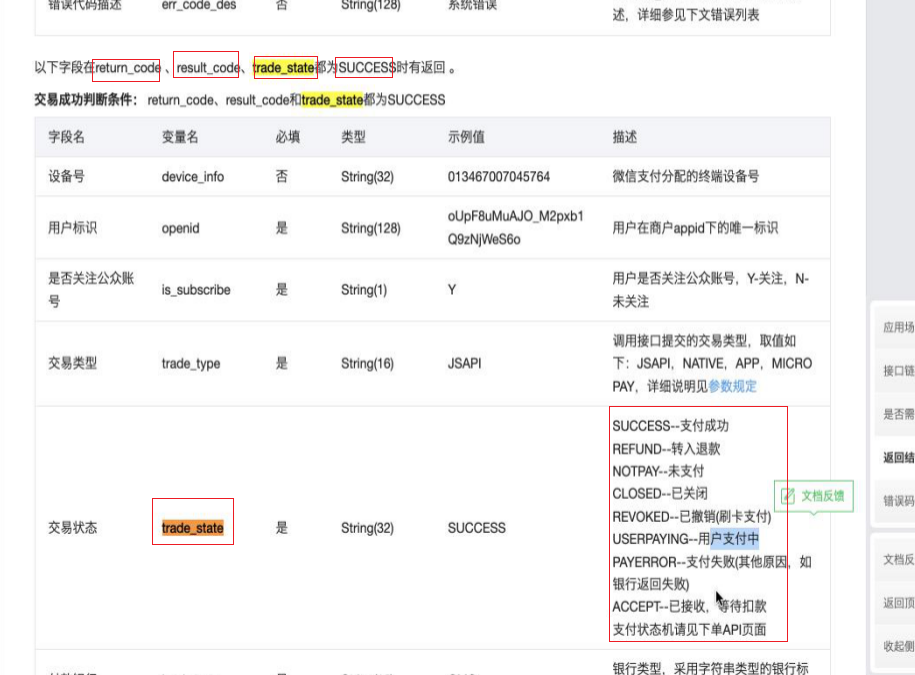 错误代码描述 err_code_des 否 String(128) 系统错误 述，详细参见下文错误列表
以下字段在return_code 、result_code、trade_state都为SUCCESS时有返回 。
交易成功判断条件： return_code、result_code和trade_state都为SUCCESS
字段名 变量名 必填 类型 示例值 描述
设备号 device_info 否 String(32) 013467007045764 微信支付分配的终端设备号
用户标识 openid 是 String(128) oUpF8uMuAJO_M2pxb1
Q9zNjWeS6o 用户在商户appid下的唯一标识
是否关注公众账
号 is_subscribe 是 String(1) Y 用户是否关注公众账号，Y-关注，N-
未关注
交易类型 trade_type 是 String(16) JSAPI 调用接口提交的交易类型，取值如
下：JSAPI，NATIVE，APP，MICRO
PAY，详细说明见参数规定
交易状态 trade_state 是 String(32) SUCCESS
SUCCESS--支付成功
REFUND--转入退款
NOTPAY--未支付
CLOSED--已关闭
REVOKED--已撤销(刷卡支付)
USERPAYING--用户支付中
PAYERROR--支付失败(其他原因，如
银行返回失败)
ACCEPT--已接收，等待扣款
支付状态机请见下单API页面
银行类型，采用字符串类型的银行标
文档反馈
应用场
接口链
是否需
返回结
错误码
文档反
返回顶
收起侧